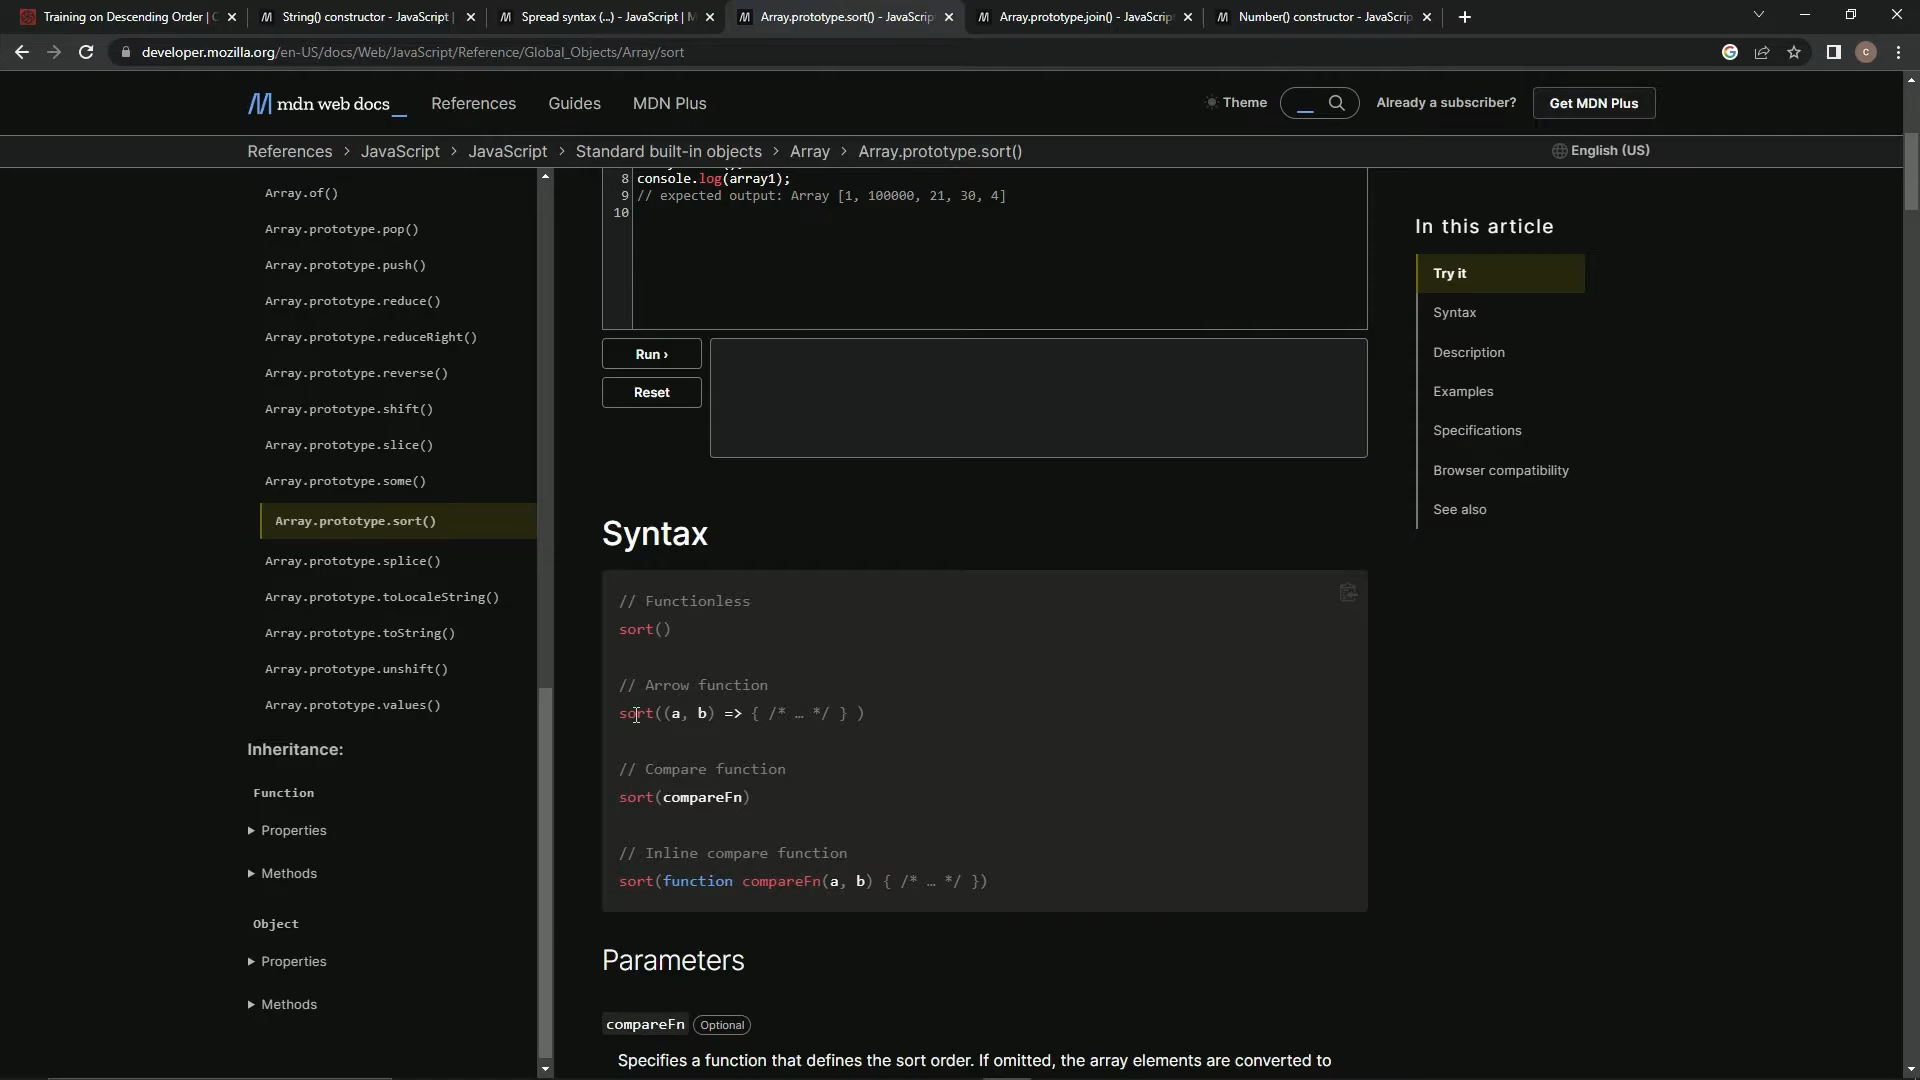 Training on Descending Order | C
String() constructor - JavaScript |
Spread syntax (...) - JavaScript | M
Array.prototype.sort() - JavaScrip
Array.prototype.join() - JavaScrip
Number() constructor - JavaScrip
developer.mozilla.org/en-US/docs/Web/JavaScript/Reference/Global_Objects/Array/sort
mdn web docs_
References
Guides
MDN Plus
Theme
Already a subscriber?
Get MDN Plus
References > JavaScript > JavaScript > Standard built-in objects > Array > Array.prototype.sort()
English (US)
Array.of()
Array.prototype.pop()
Array.prototype.push()
Array.prototype.reduce()
Array.prototype.reduceRight()
Array.prototype.reverse()
Array.prototype.shift()
Array.prototype.slice()
Array.prototype.some()
Array.prototype.sort()
Array.prototype.splice()
Array.prototype.toLocaleString()
Array.prototype.toString()
Array.prototype.unshift()
Array.prototype.values()
Inheritance:
Function
Properties
Methods
Object
Properties
Methods
8 console.log(array1);
9 // expected output: Array [1, 100000, 21, 30, 4]
10
Run ›
Reset
Syntax
// Functionless
sort()
// Arrow function
sort((a, b) => { /* … */ } )
// Compare function
sort(compareFn)
// Inline compare function
sort(function compareFn(a, b) { /* … */ })
Parameters
compareFn Optional
Specifies a function that defines the sort order. If omitted, the array elements are converted to
In this article
Try it
Syntax
Description
Examples
Specifications
Browser compatibility
See also